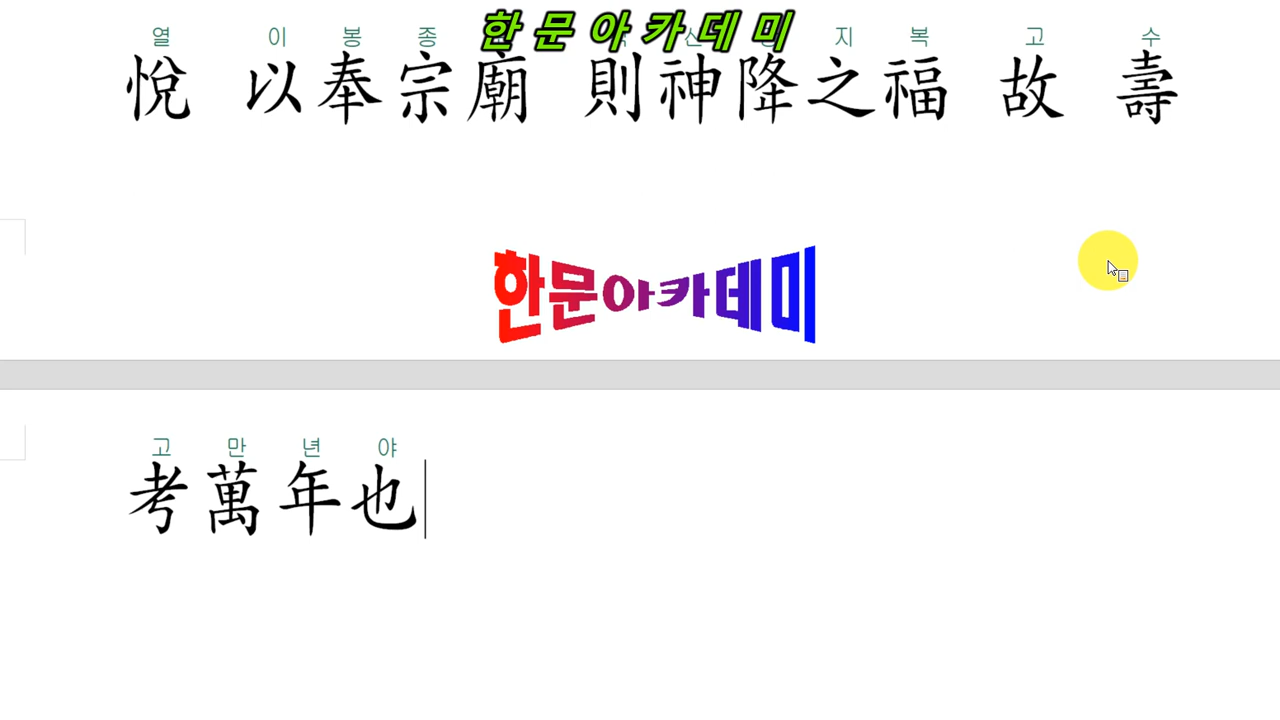 한문아카데미
열 이 봉 종 신 지 복 고 수
悅 以奉宗廟 則神降之福 故 壽
한문아카데미
고 만 년 야
考萬年也